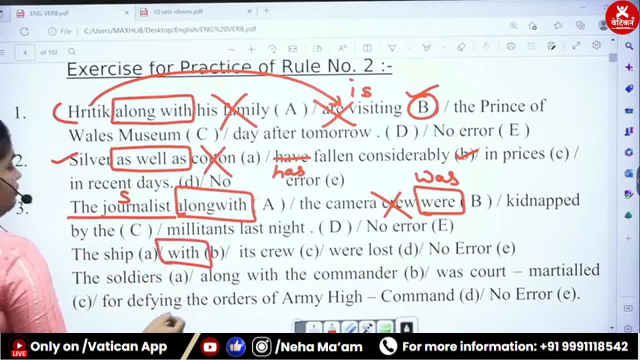 ENG VERB.pdf
10 sets idioms.pdf
File
C:/Users/MAXHUB/Desktop/English/ENG%20VERB.pdf
4 of 102
Exercise for Practice of Rule No. 2 :-
is
1. Hritik along with his family ( A ) / are visiting ( B ) / the Prince of
Wales Museum ( C ) / day after tomorrow. ( D ) / No error ( E )
2. Silver as well as cotton (a) / have fallen considerably (b) / in prices (c) /
has
in recent days. (d) / No error (e)
s
was
3. The journalist alongwith ( A ) / the camera crew were B ) / kidnapped
by the ( C ) / millitants last night. ( D ) / No error (E)
The ship (a) / with (b) / its crew (c) / were lost (d) / No Error (e)
The soldiers (a) / along with the commander (b) / was court – martialled
(c) / for defying the orders of Army High – Command (d) / No Error (e).
वेटिकन
LIVE Only on /Vatican App /Neha Ma'am Call us: +91 9991118542